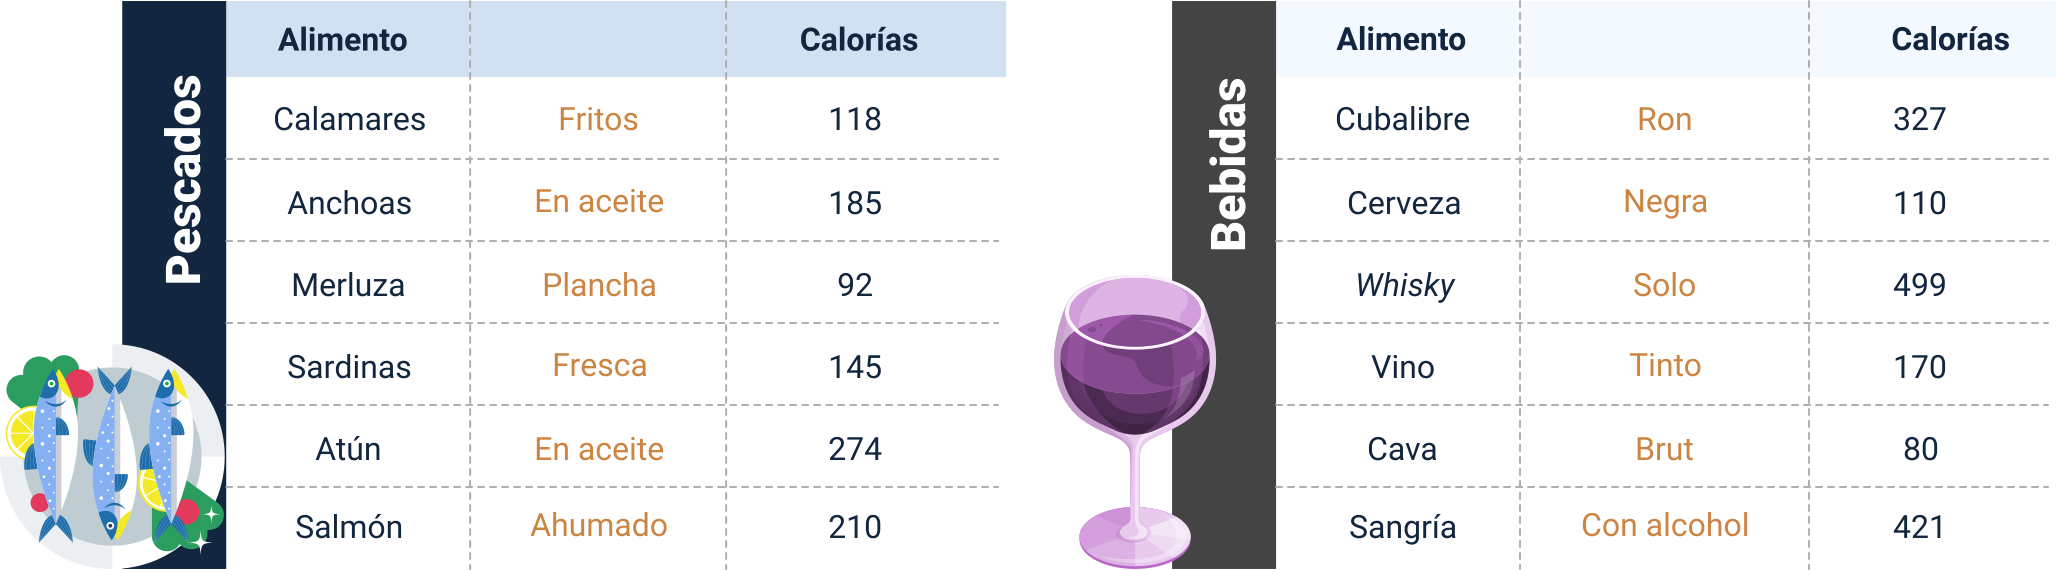 Pescados
Alimento Calorías
Calamares Fritos 118
Anchoas En aceite 185
Merluza Plancha 92
Sardinas Fresca 145
Atún En aceite 274
Salmón Ahumado 210
Bebidas
Alimento Calorías
Cubalibre Ron 327
Cerveza Negra 110
Whisky Solo 499
Vino Tinto 170
Cava Brut 80
Sangría Con alcohol 421